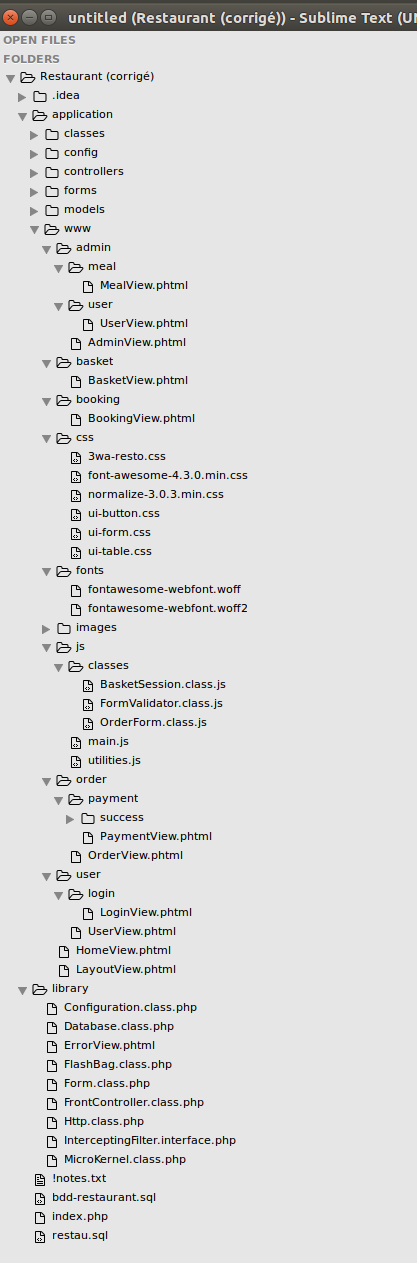 untitled (Restaurant (corrigé)) - Sublime Text (UN
OPEN FILES
FOLDERS
Restaurant (corrigé)
.idea
application
classes
config
controllers
forms
models
www
admin
meal
MealView.phtml
user
UserView.phtml
AdminView.phtml
basket
BasketView.phtml
booking
BookingView.phtml
css
3wa-resto.css
font-awesome-4.3.0.min.css
normalize-3.0.3.min.css
ui-button.css
ui-form.css
ui-table.css
fonts
fontawesome-webfont.woff
fontawesome-webfont.woff2
images
js
classes
BasketSession.class.js
FormValidator.class.js
OrderForm.class.js
main.js
utilities.js
order
payment
success
PaymentView.phtml
OrderView.phtml
user
login
LoginView.phtml
UserView.phtml
HomeView.phtml
LayoutView.phtml
library
Configuration.class.php
Database.class.php
ErrorView.phtml
FlashBag.class.php
Form.class.php
FrontController.class.php
Http.class.php
InterceptingFilter.interface.php
MicroKernel.class.php
!notes.txt
bdd-restaurant.sql
index.php
restau.sql